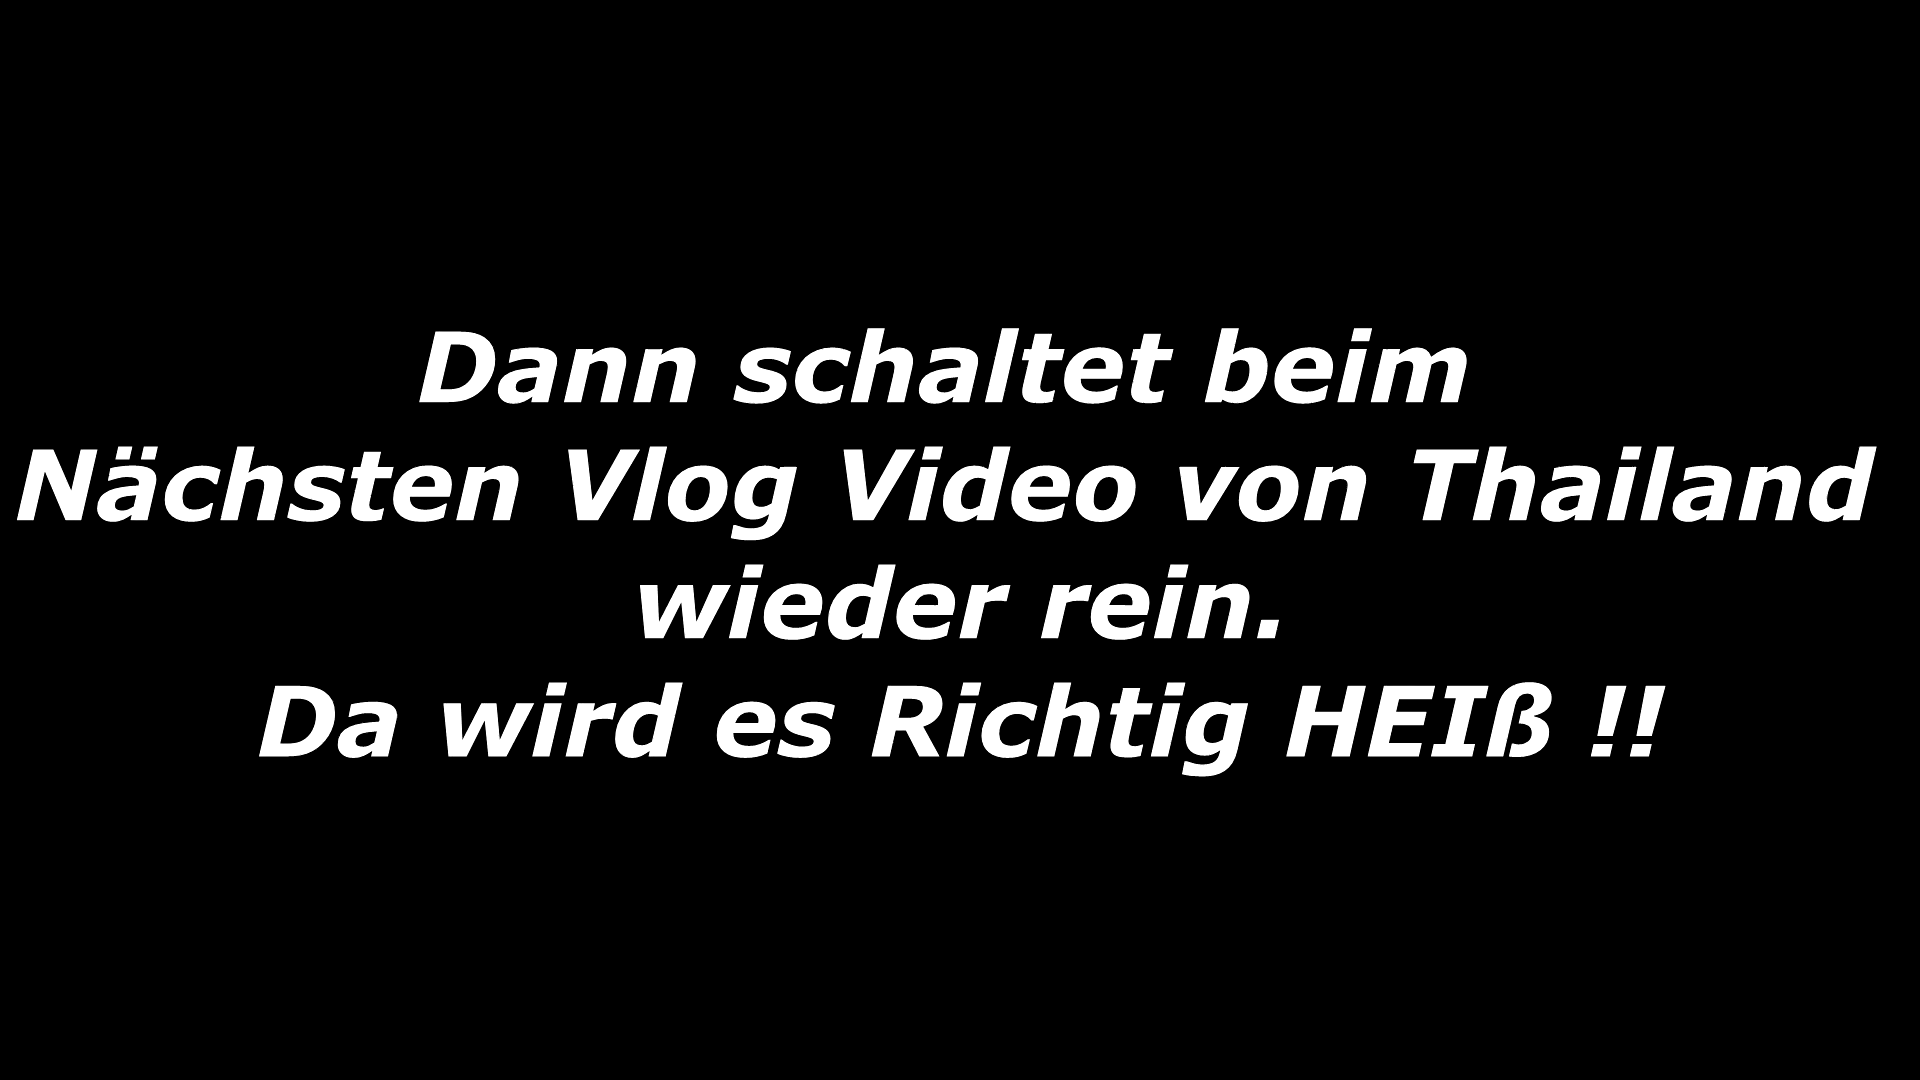 Dann schaltet beim
Nächsten Vlog Video von Thailand
wieder rein.
Da wird es Richtig HEIß !!